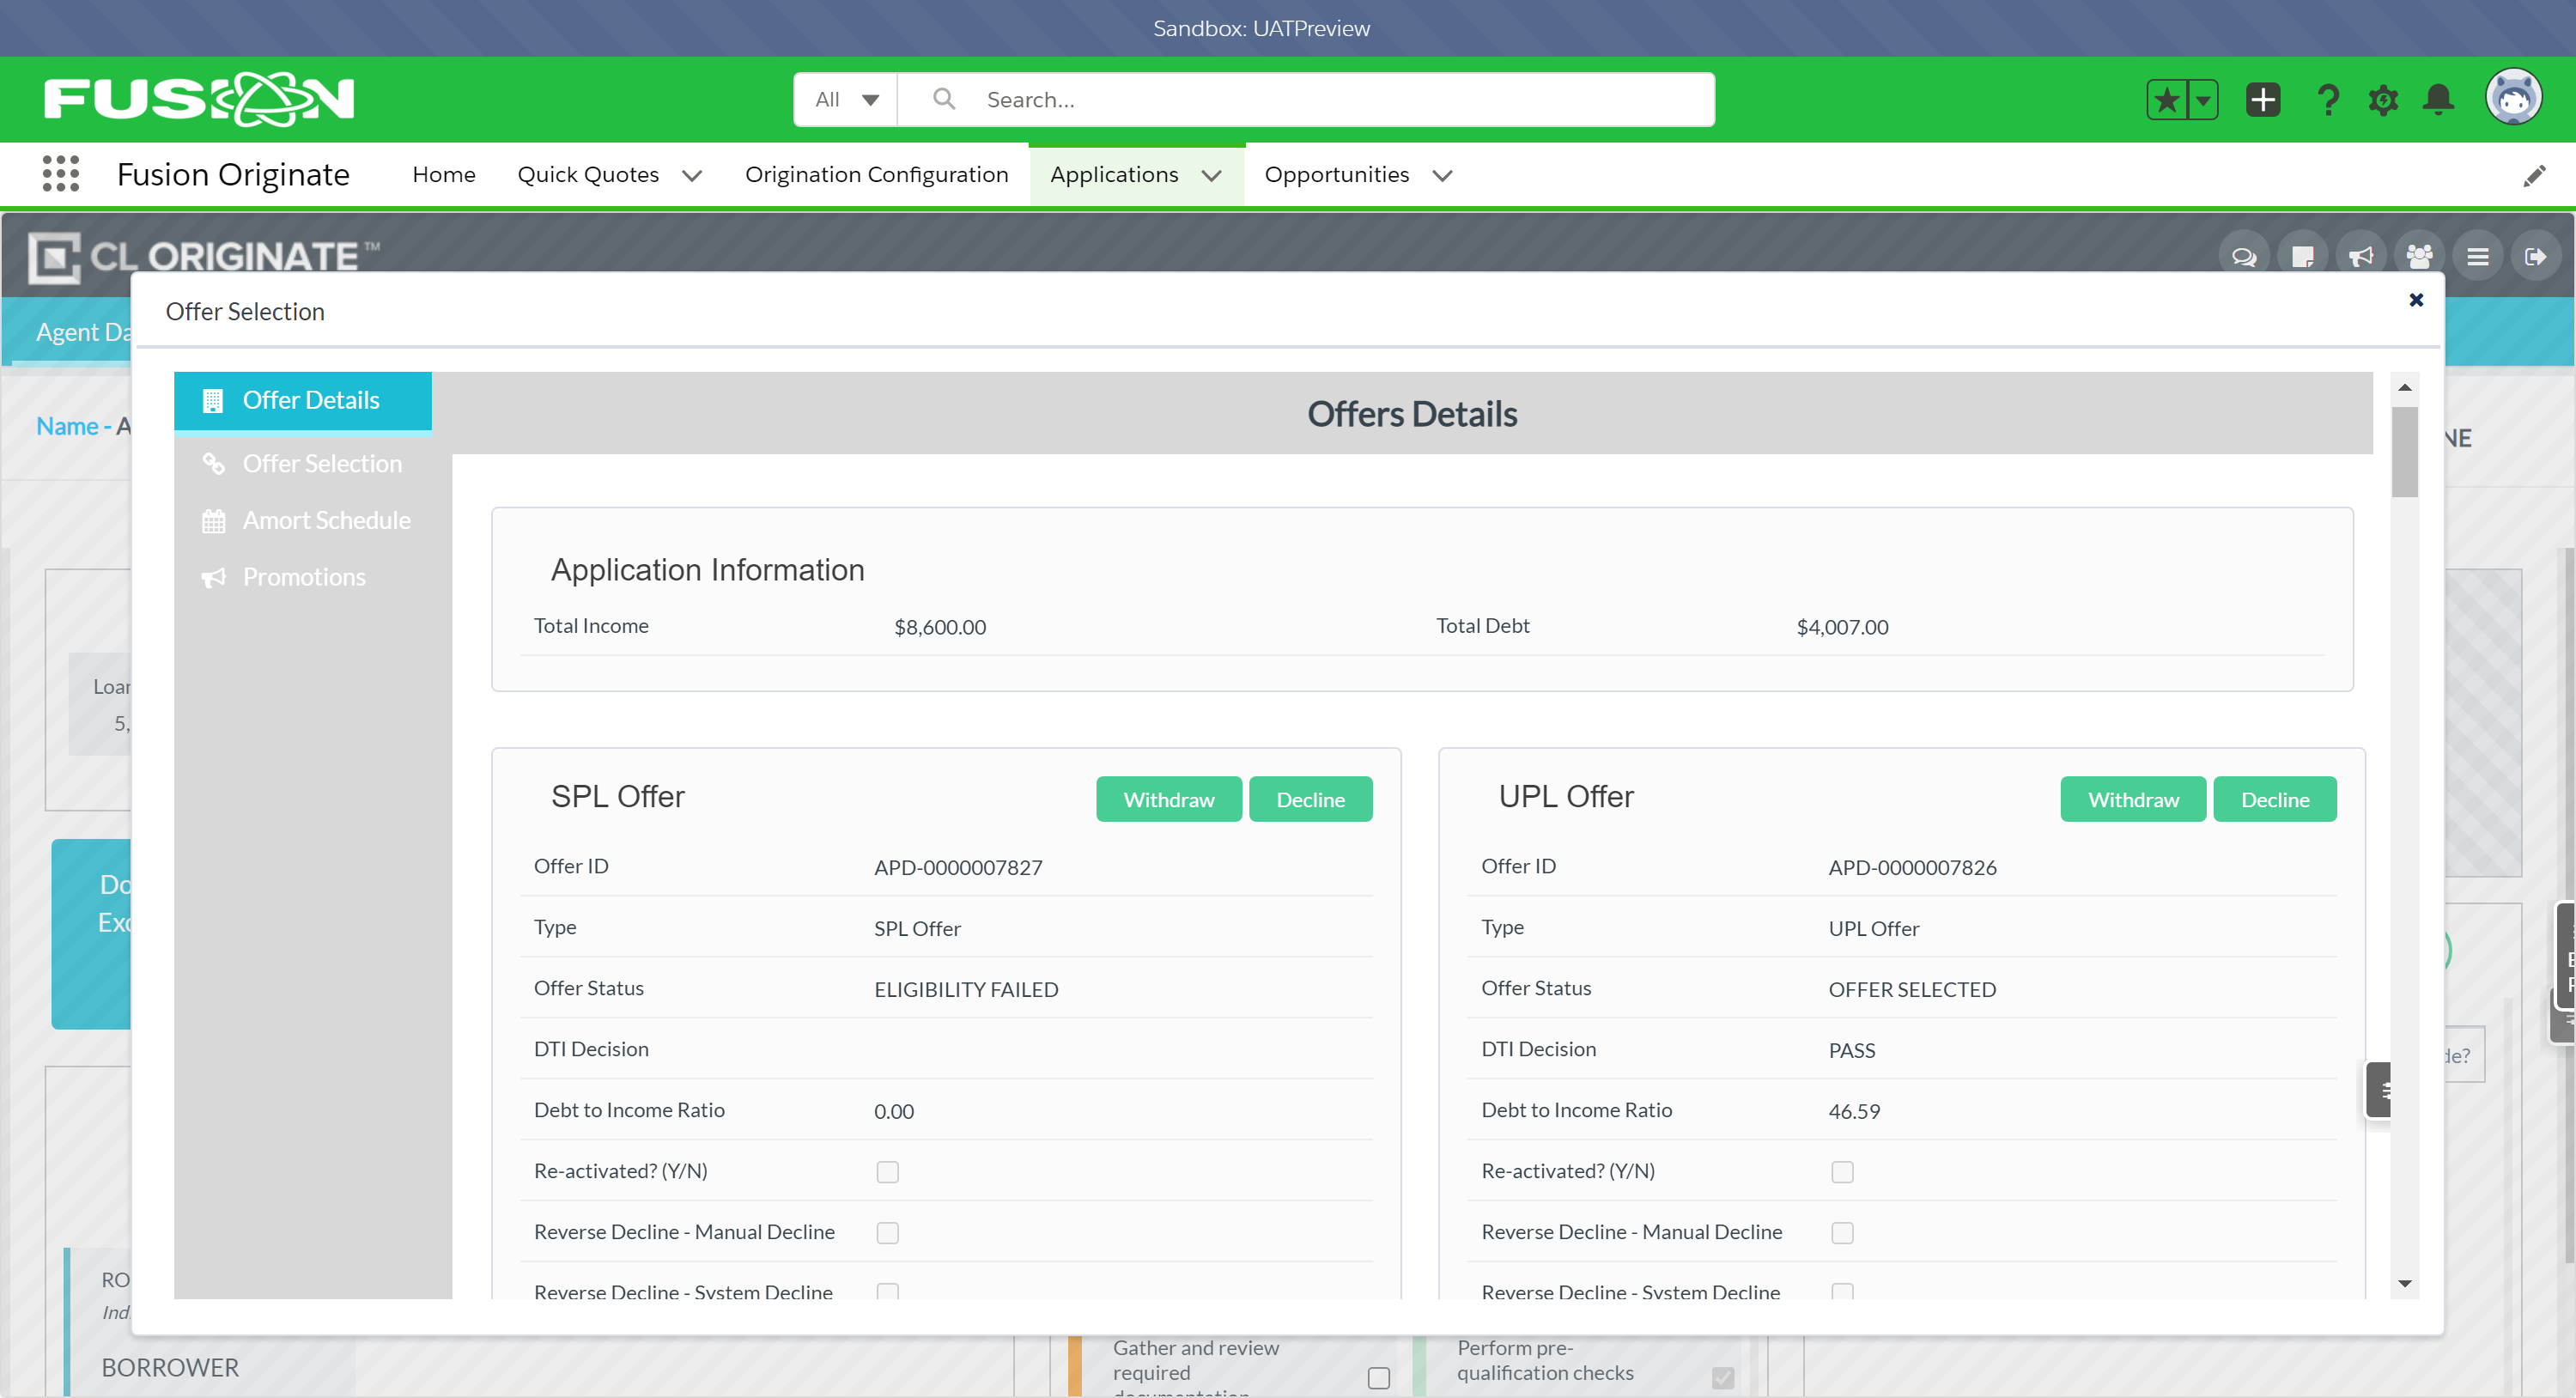 Sandbox: UATPreview
FUSION
All
Search...
Fusion Originate
Home
Quick Quotes
Origination Configuration
Applications
Opportunities
CL ORIGINATE™
Agent Da
Offer Selection
Name - A
NE
Offer Details
Offer Selection
Amort Schedule
Promotions
Offers Details
Application Information
Total Income $8,600.00 Total Debt $4,007.00
Loan
5,
SPL Offer
Withdraw
Decline
Offer ID APD-0000007827
Type SPL Offer
Offer Status ELIGIBILITY FAILED
DTI Decision
Debt to Income Ratio 0.00
Re-activated? (Y/N)
Reverse Decline - Manual Decline
Reverse Decline - System Decline
UPL Offer
Withdraw
Decline
Offer ID APD-0000007826
Type UPL Offer
Offer Status OFFER SELECTED
DTI Decision PASS
Debt to Income Ratio 46.59
Re-activated? (Y/N)
Reverse Decline - Manual Decline
Reverse Decline - System Decline
Do
Exc
de?
RO
Ind
BORROWER
Gather and review
required
documentation
Perform pre-
qualification checks